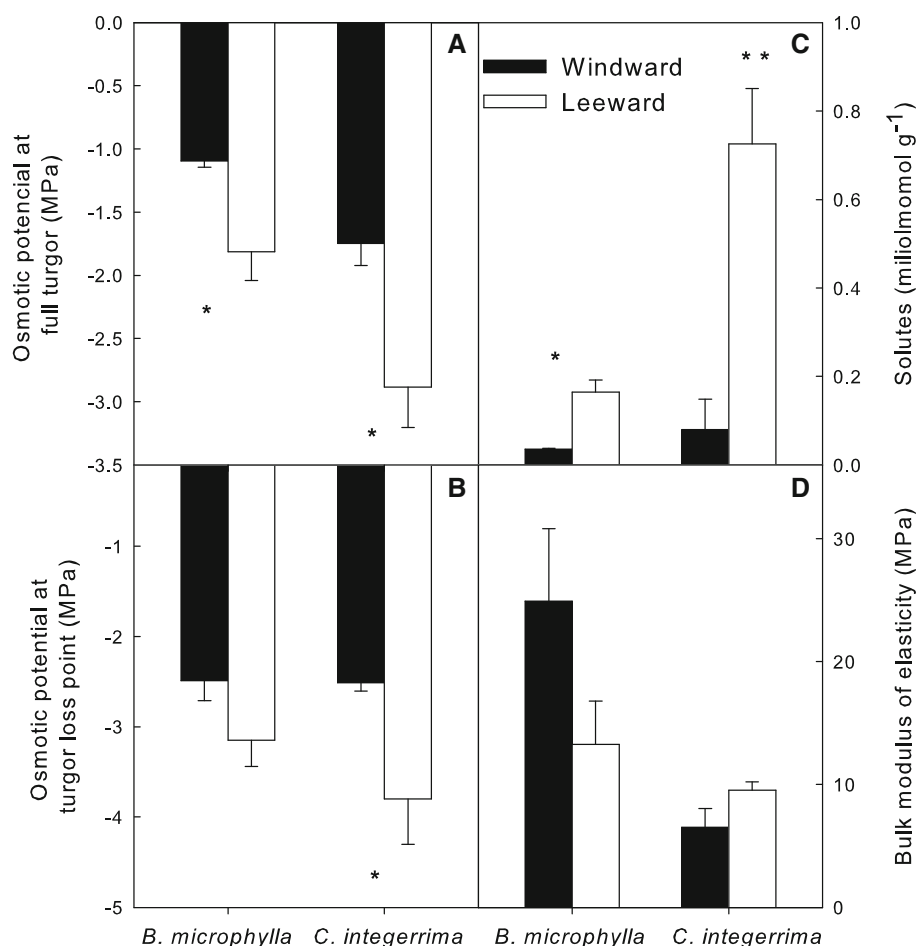 A
C
Windward
Leeward
* *
*
*
*
0.0
-0.5
-1.0
-1.5
-2.0
-2.5
-3.0
-3.5
Osmotic potencial at
full turgor (MPa)
1.0
0.8
0.6
0.4
0.2
0.0
Solutes (miliolmomol g-1)
B
D
*
-1
-2
-3
-4
-5
Osmotic potential at
turgor loss point (MPa)
30
20
10
0
Bulk modulus of elasticity (MPa)
B. microphylla C. integerrima
B. microphylla C. integerrima